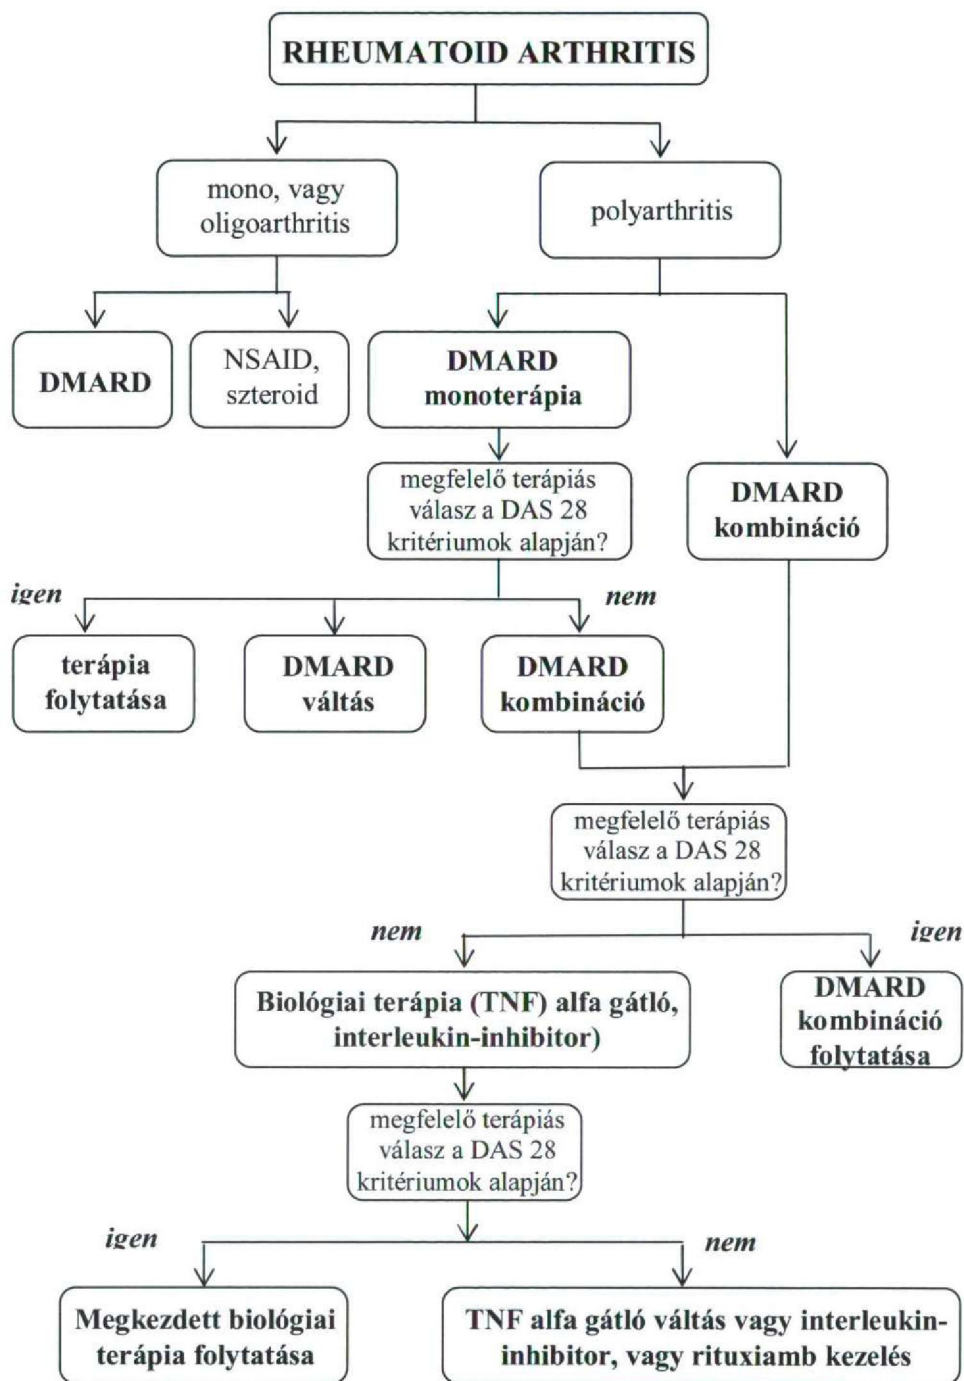 RHEUMATOID ARTHRITIS
mono, vagy
oligoarthritis
polyarthritis
DMARD
NSAID,
szteroid
DMARD
monoterápia
megfelelő terápiás
válasz a DAS 28
kritériumok alapján?
DMARD
kombináció
igen
nem
terápia
folytatása
DMARD
váltás
DMARD
kombináció
megfelelő terápiás
válasz a DAS 28
kritériumok alapján?
nem
igen
Biológiai terápia (TNF) alfa gátló,
interleukin-inhibitor)
DMARD
kombináció
folytatása
megfelelő terápiás
válasz a DAS 28
kritériumok alapján?
igen
nem
Megkezdett biológiai
terápia folytatása
TNF alfa gátló váltás vagy interleukin-
inhibitor, vagy rituxiamb kezelés